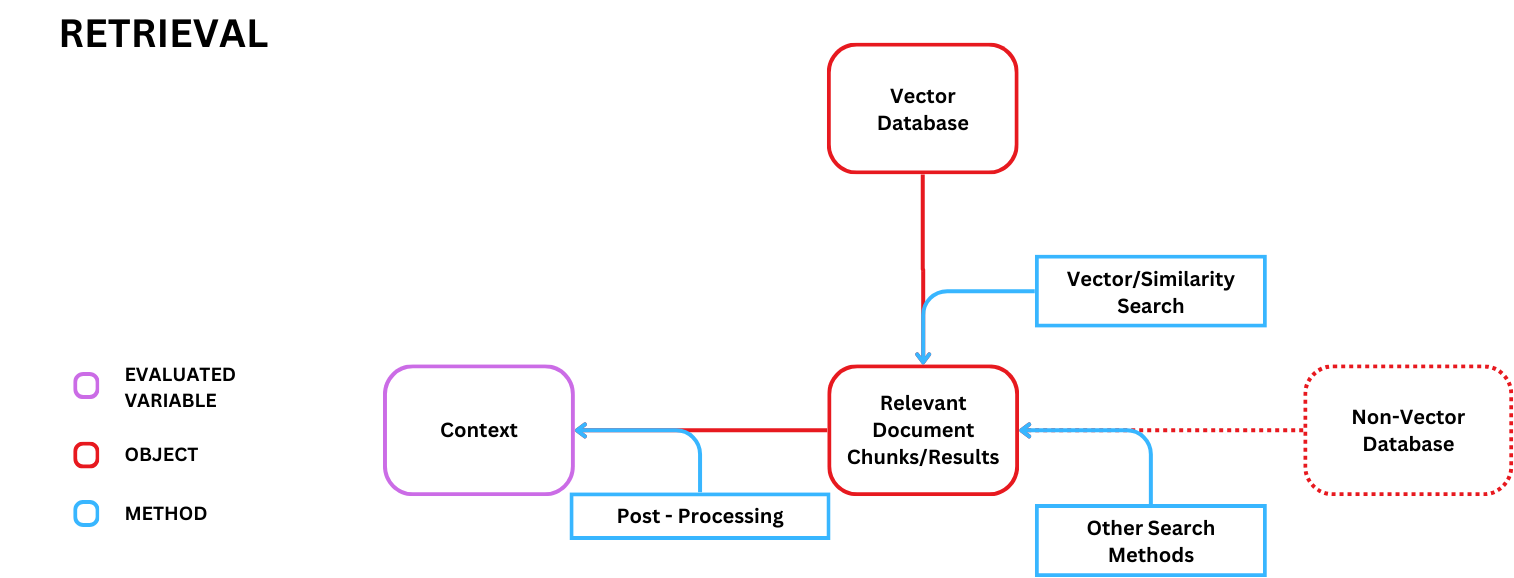 RETRIEVAL
Vector
Database
Vector/Similarity
Search
EVALUATED
VARIABLE
OBJECT
METHOD
Context
Relevant
Document
Chunks/Results
Non-Vector
Database
Post - Processing
Other Search
Methods